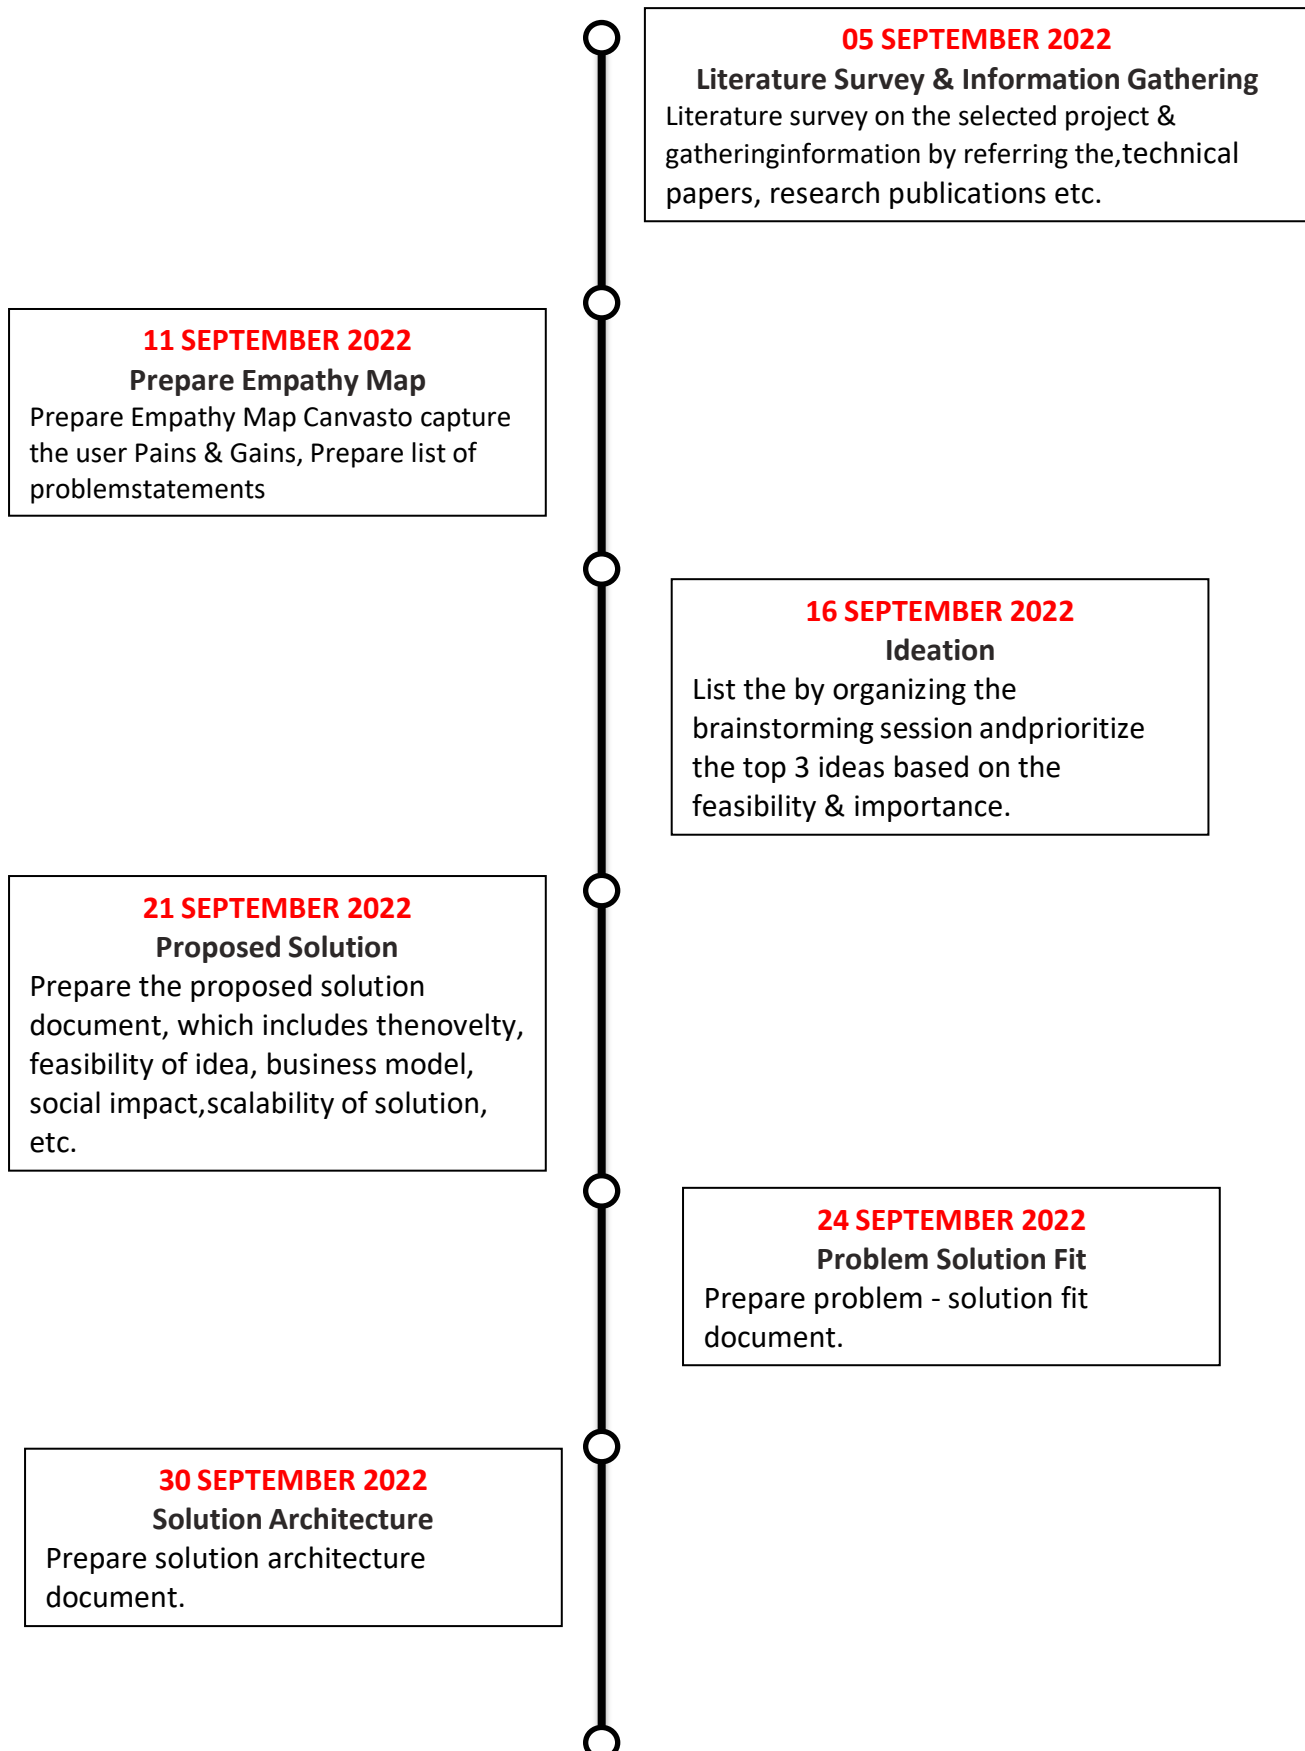 05 SEPTEMBER 2022
Literature Survey & Information Gathering
Literature survey on the selected project &
gatheringinformation by referring the,technical
papers, research publications etc.
11 SEPTEMBER 2022
Prepare Empathy Map
Prepare Empathy Map Canvasto capture
the user Pains & Gains, Prepare list of
problemstatements
16 SEPTEMBER 2022
Ideation
List the by organizing the
brainstorming session andprioritize
the top 3 ideas based on the
feasibility & importance.
21 SEPTEMBER 2022
Proposed Solution
Prepare the proposed solution
document, which includes thenovelty,
feasibility of idea, business model,
social impact,scalability of solution,
etc.
24 SEPTEMBER 2022
Problem Solution Fit
Prepare problem - solution fit
document.
30 SEPTEMBER 2022
Solution Architecture
Prepare solution architecture
document.